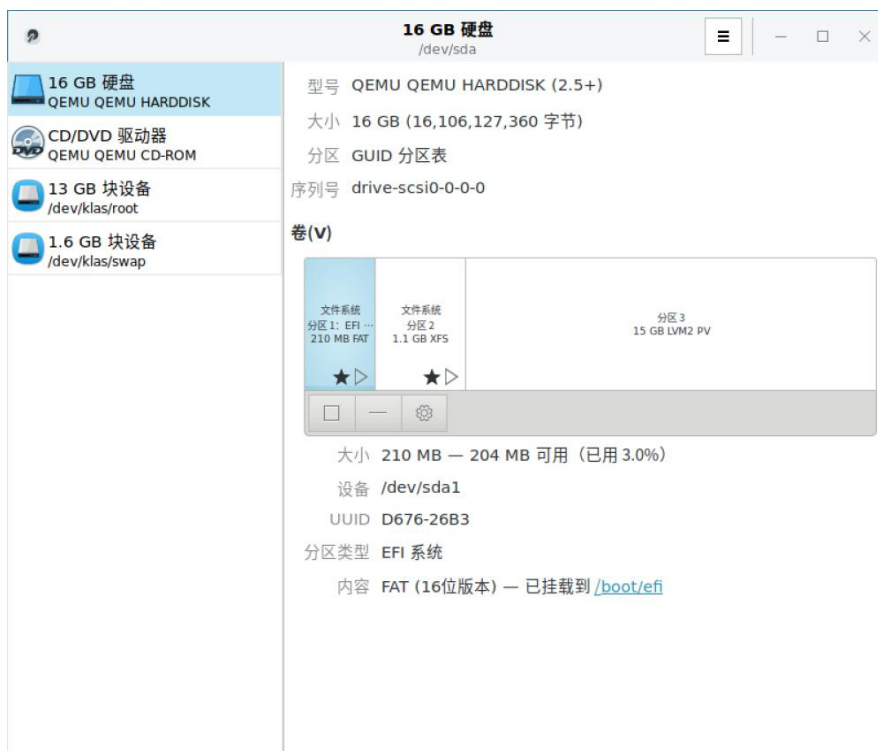 16 GB 硬盘
/dev/sda
16 GB 硬盘
QEMU QEMU HARDDISK
CD/DVD 驱动器
QEMU QEMU CD-ROM
13 GB 块设备
/dev/klas/root
1.6 GB 块设备
/dev/klas/swap
型号 QEMU QEMU HARDDISK (2.5+)
大小 16 GB (16,106,127,360 字节)
分区 GUID 分区表
序列号 drive-scsi0-0-0-0
卷(V)
文件系统
分区 1：EFI …
210 MB FAT
文件系统
分区 2
1.1 GB XFS
分区 3
15 GB LVM2 PV
大小 210 MB — 204 MB 可用（已用 3.0%）
设备 /dev/sda1
UUID D676-26B3
分区类型 EFI 系统
内容 FAT (16位版本) — 已挂载到 /boot/efi